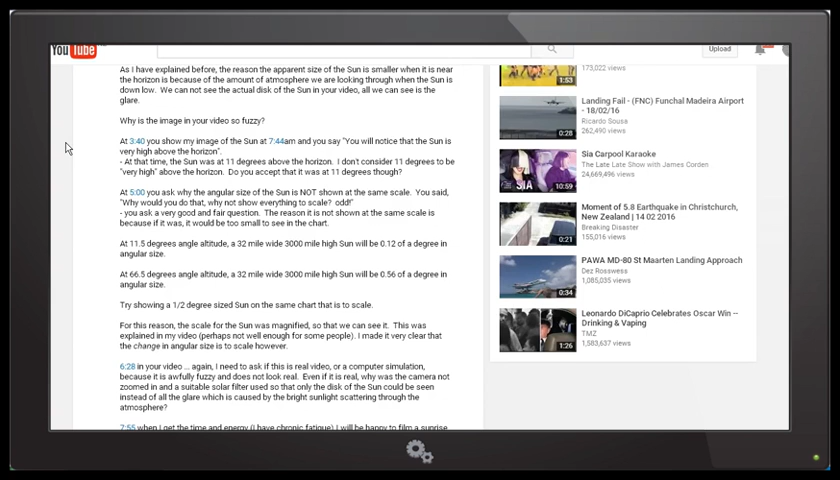 You Tube
Upload
As I have explained before, the reason the apparent size of the Sun is smaller when it is near
the horizon is because of the amount of atmosphere we are looking through when the Sun is
down low. We can not see the actual disk of the Sun in your video, all we can see is the
glare.
Why is the image in your video so fuzzy?
At 3:40 you show my image of the Sun at 7:44am and you say "You will notice that the Sun is
very high above the horizon".
- At that time, the Sun was at 11 degrees above the horizon. I don't consider 11 degrees to be
"very high" above the horizon. Do you accept that it was at 11 degrees though?
At 5:00 you ask why the angular size of the Sun is NOT shown at the same scale. You said,
"Why would you do that, why not show everything to scale? odd!"
- you ask a very good and fair question. The reason it is not shown at the same scale is
because if it was, it would be too small to see in the chart.
At 11.5 degrees angle altitude, a 32 mile wide 3000 mile high Sun will be 0.12 of a degree in
angular size.
At 66.5 degrees angle altitude, a 32 mile wide 3000 mile high Sun will be 0.56 of a degree in
angular size.
Try showing a 1/2 degree sized Sun on the same chart that is to scale.
For this reason, the scale for the Sun was magnified, so that we can see it. This was
explained in my video (perhaps not well enough for some people). I made it very clear that
the change in angular size is to scale however.
6:28 in your video ... again, I need to ask if this is real video, or a computer simulation,
because it is awfully fuzzy and does not look real. Even if it is real, why was the camera not
zoomed in and a suitable solar filter used so that only the disk of the Sun could be seen
instead of all the glare which is caused by the bright sunlight scattering through the
atmosphere?
7:55 when I get the time and energy (I have chronic fatigue) I will be happy to film a sunrise
173,022 views
1:53
Landing Fail - (FNC) Funchal Madeira Airport
- 18/02/16
Ricardo Sousa
262,490 views
0:28
Sia Carpool Karaoke
The Late Late Show with James Corden
24,669,496 views
SIA
10:59
Moment of 5.8 Earthquake in Christchurch,
New Zealand | 14 02 2016
Breaking Disaster
155,016 views
0:21
PAWA MD-80 St Maarten Landing Approach
Dez Rosswess
1,085,035 views
0:34
Leonardo DiCaprio Celebrates Oscar Win --
Drinking & Vaping
TMZ
1,583,637 views
1:26